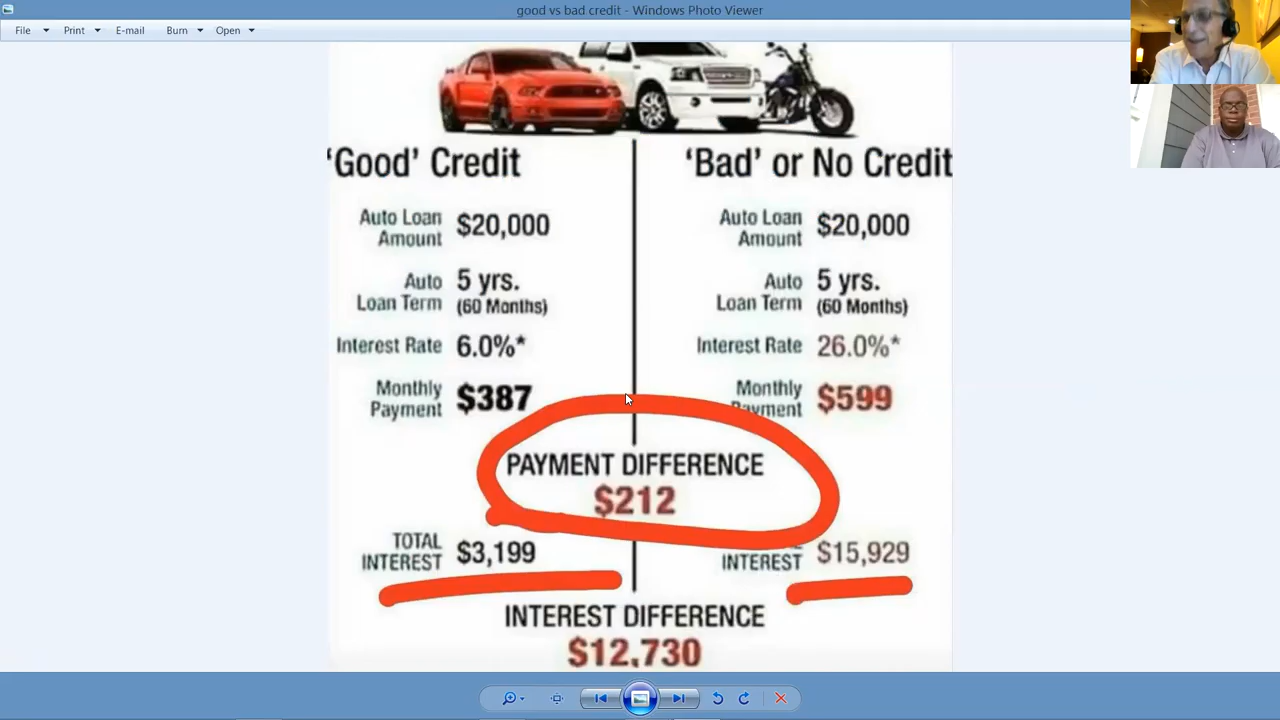 good vs bad credit - Windows Photo Viewer
File Print E-mail Burn Open
'Good' Credit
Auto Loan
Amount $20,000
Auto
Loan Term 5 yrs.
(60 Months)
Interest Rate 6.0%*
Monthly
Payment $387
'Bad' or No Credit
Auto Loan
Amount $20,000
Auto
Loan Term 5 yrs.
(60 Months)
Interest Rate 26.0%*
Monthly
Payment $599
PAYMENT DIFFERENCE
$212
TOTAL
INTEREST $3,199
INTEREST $15,929
INTEREST DIFFERENCE
$12,730